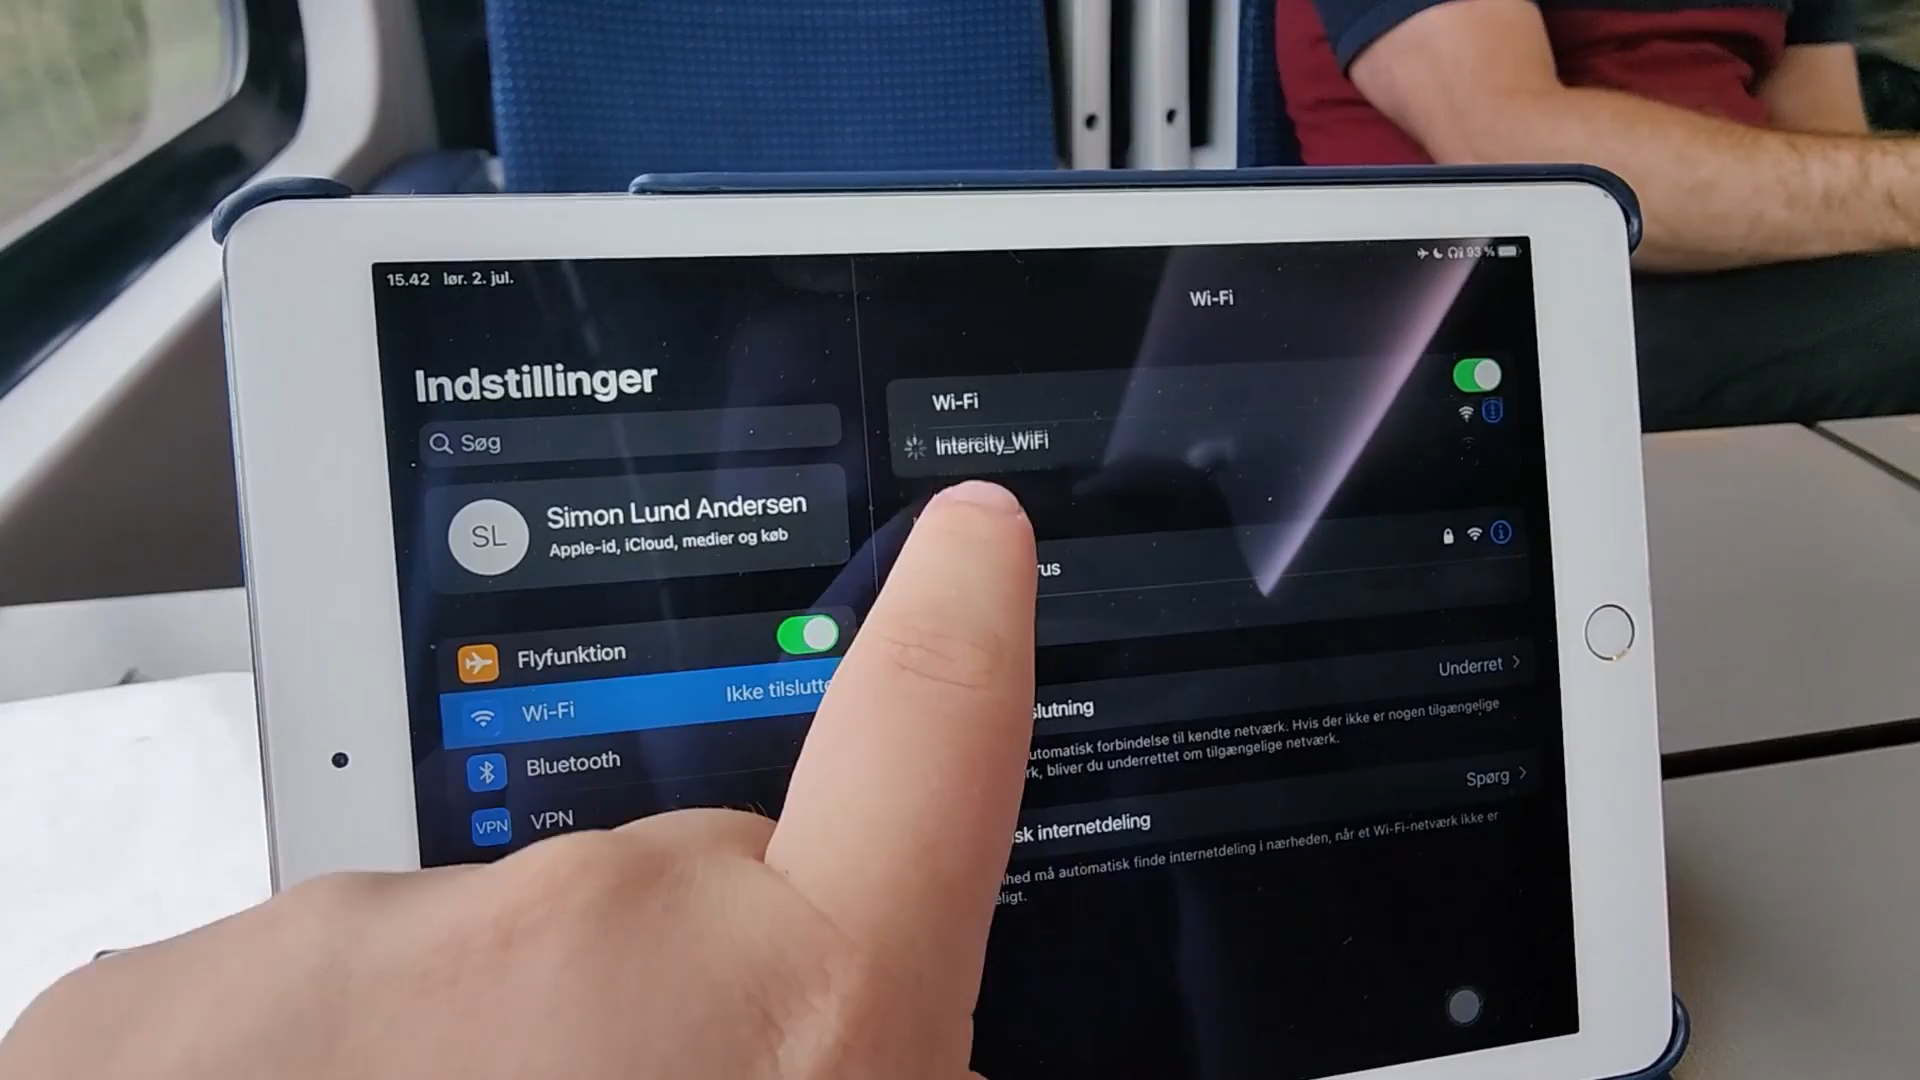 15.42 lør. 2. jul.
93 %
Wi-Fi
Indstillinger
Søg
SL
Simon Lund Andersen
Apple-id, iCloud, medier og køb
Flyfunktion
Wi-Fi
Ikke tilslutte
Bluetooth
VPN
VPN
Wi-Fi
Intercity_WiFi
rus
slutning
Underret
utomatisk forbindelse til kendte netværk. Hvis der ikke er nogen tilgængelige
rk, bliver du underrettet om tilgængelige netværk.
sk internetdeling
Spørg
hed må automatisk finde internetdeling i nærheden, når et Wi-Fi-netværk ikke er
eligt.